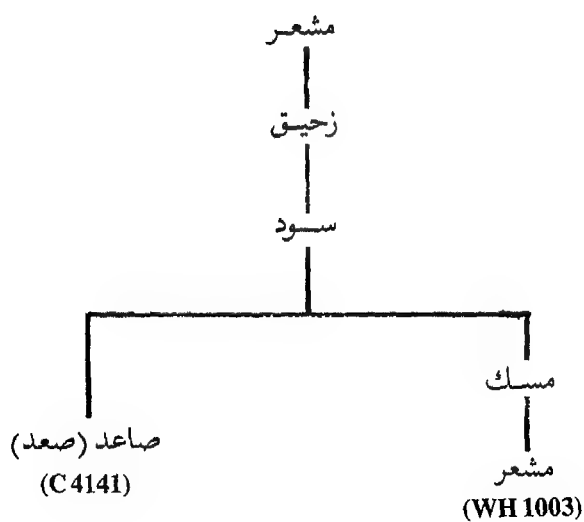 مشعر
زحيق
سود
مسك
صاعد (صعد)
(C 4141)
مشعر
(WH 1003)